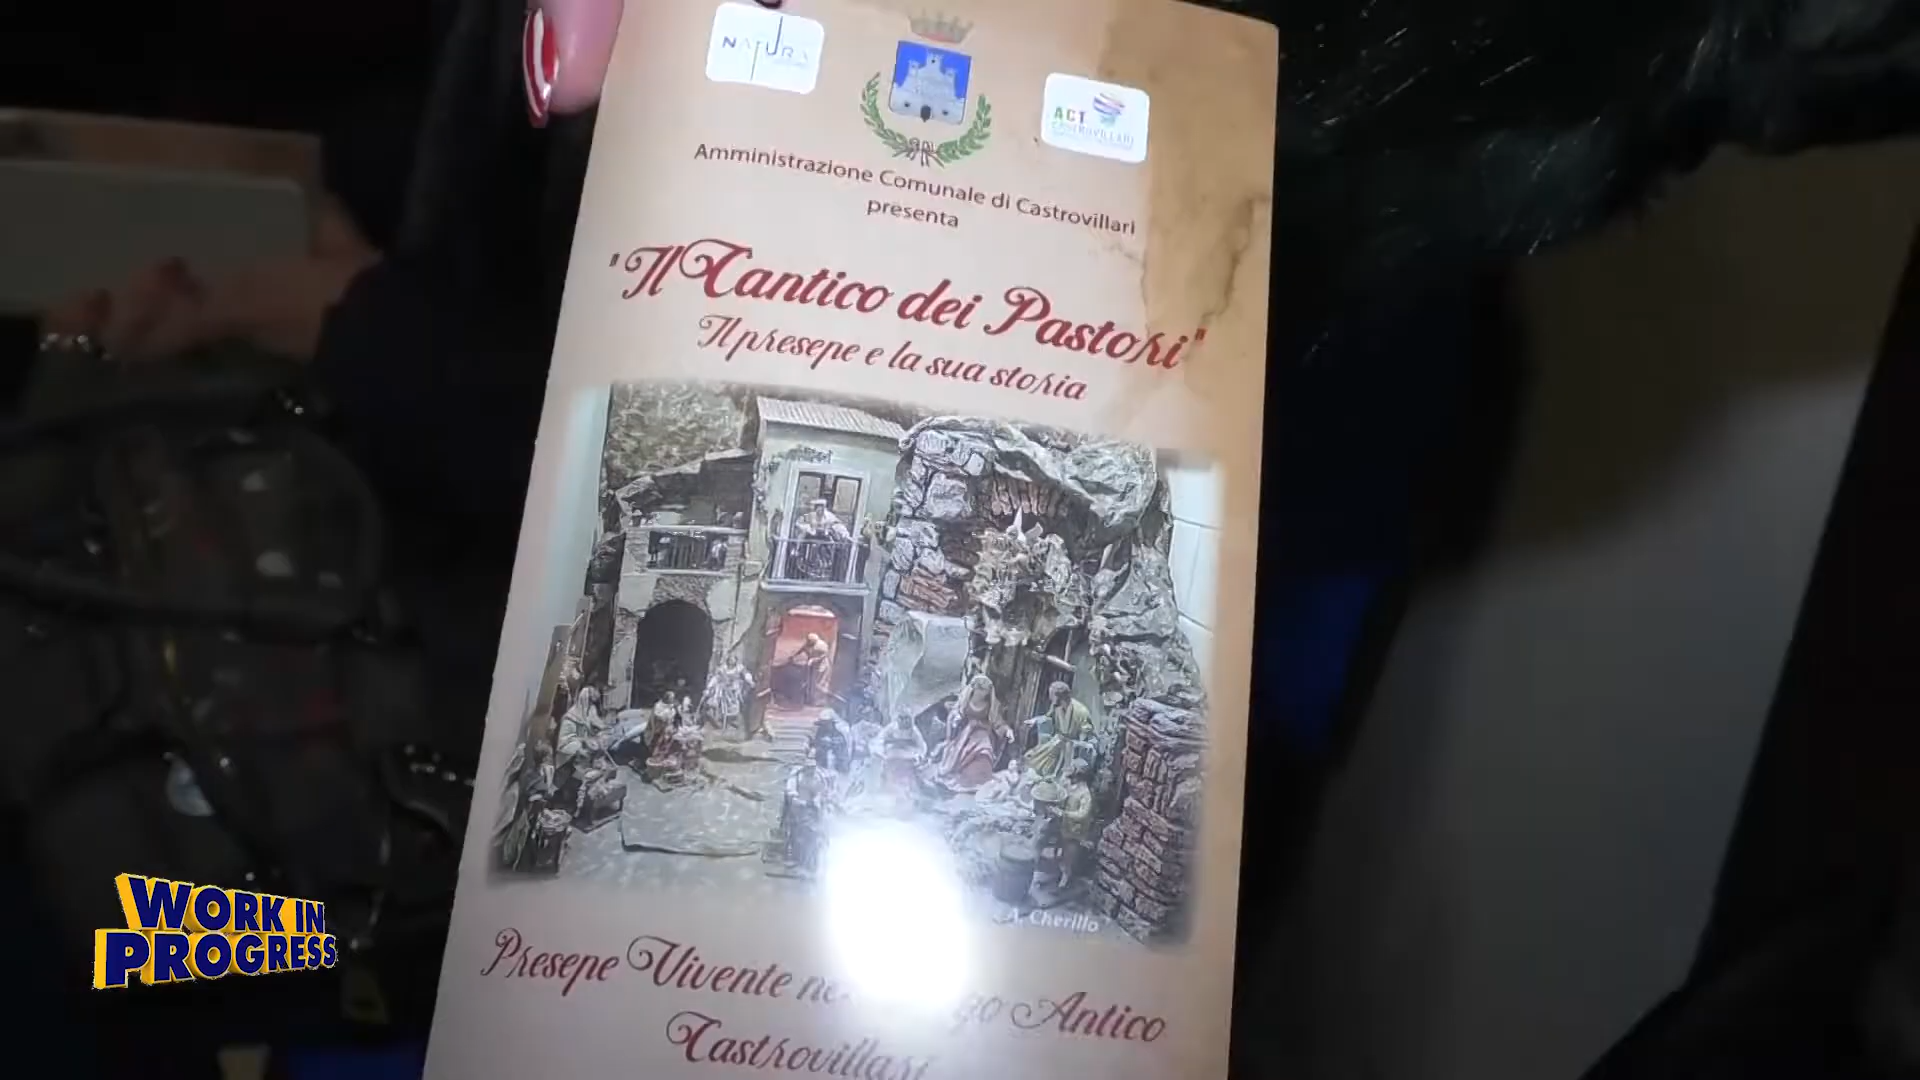 NATURA
ACT
CASTROVILLARI
Amministrazione Comunale di Castrovillari
presenta
"Il Cantico dei Pastori"
Il presepe e la sua storia
A. Cherillo
Presepe Vivente Antico
Castrovillari
WORK IN
PROGRESS